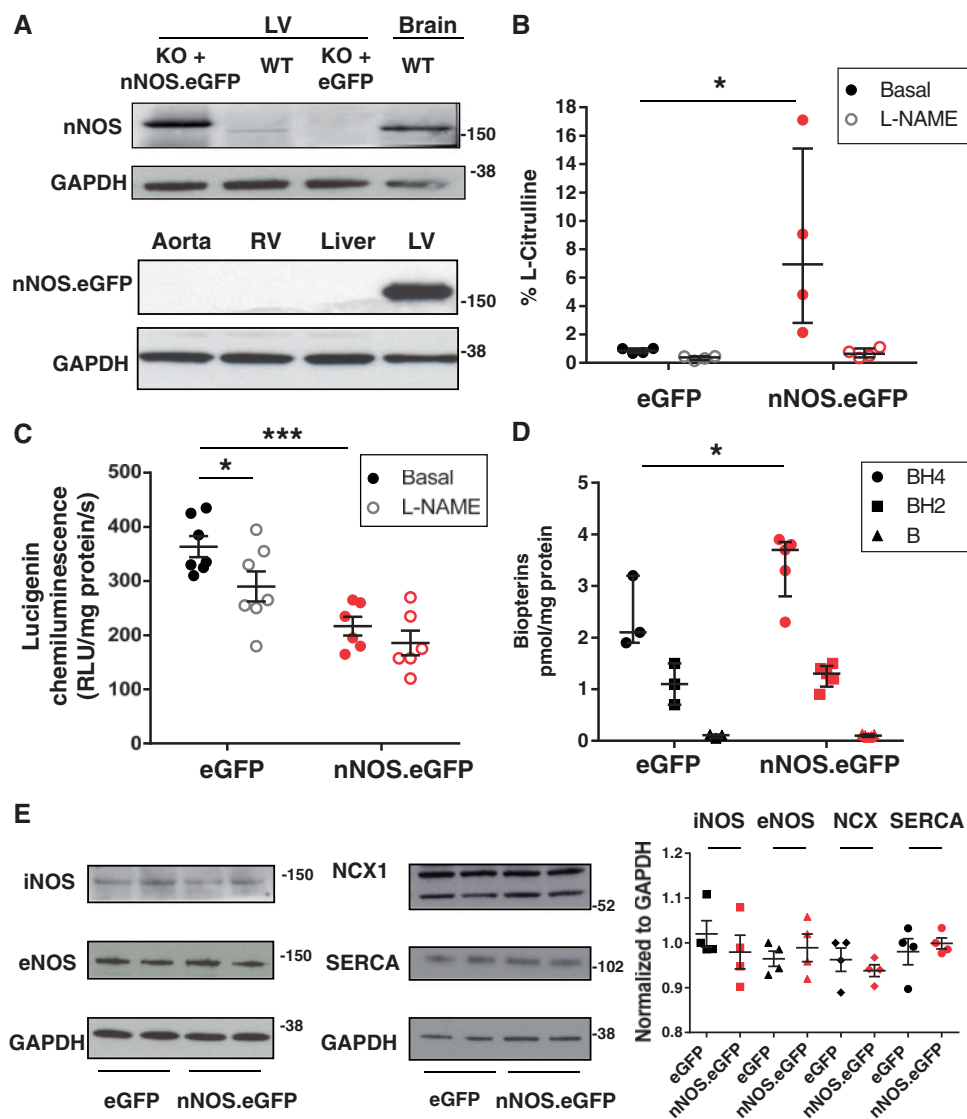 A
LV
Brain
KO +
nNOS.eGFP
WT
KO +
eGFP
WT
nNOS
-150
GAPDH
-38
Aorta
RV
Liver
LV
nNOS.eGFP
-150
GAPDH
-38
B
Basal
L-NAME
*
% L-Citrulline
18
16
14
12
10
8
6
4
2
0
eGFP
nNOS.eGFP
C
***
*
Basal
L-NAME
Lucigenin
chemiluminescence
(RLU/mg protein/s)
500
400
300
200
100
0
eGFP
nNOS.eGFP
D
*
BH4
BH2
B
Biopterins
pmol/mg protein
5
4
3
2
1
0
eGFP
nNOS.eGFP
E
iNOS
-150
eNOS
-150
GAPDH
-38
eGFP
nNOS.eGFP
NCX1
-52
SERCA
-102
GAPDH
-38
eGFP
nNOS.eGFP
iNOS
eNOS
NCX
SERCA
Normalized to GAPDH
1.2
1.1
1.0
0.9
0.8
eGFP
nNOS.eGFP
eGFP
nNOS.eGFP
eGFP
nNOS.eGFP
eGFP
nNOS.eGFP